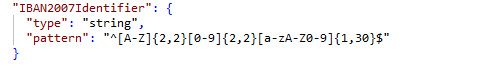 "IBAN2007Identifier": {
"type": "string",
"pattern": "^[A-Z]{2,2}[0-9]{2,2}[a-zA-Z0-9]{1,30}$"
}